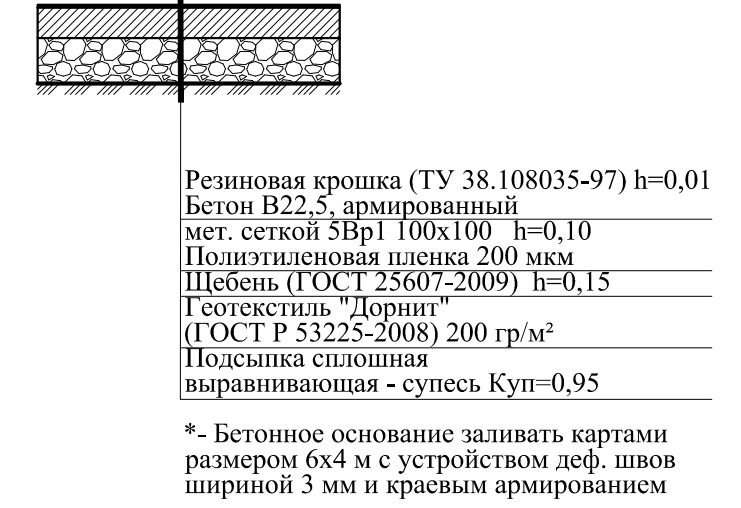 Резиновая крошка (ТУ 38.108035-97) h=0,01
Бетон В22,5, армированный
мет. сеткой 5Вр1 100х100 h=0,10
Полиэтиленовая пленка 200 мкм
Щебень (ГОСТ 25607-2009) h=0,15
Геотекстиль "Дорнит"
(ГОСТ Р 53225-2008) 200 гр/м²
Подсыпка сплошная
выравнивающая - супесь Куп=0,95
*- Бетонное основание заливать картами
размером 6х4 м с устройством деф. швов
шириной 3 мм и краевым армированием